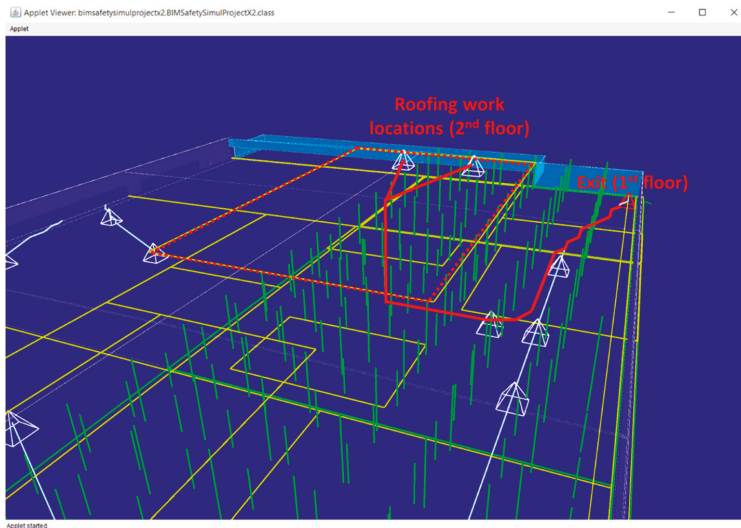 Applet Viewer: bimsafetysimulprojectx2.BIMSafetySimulProjectX2.class
Applet
Roofing work
locations (2nd floor)
Exit (1st floor)
Applet started.